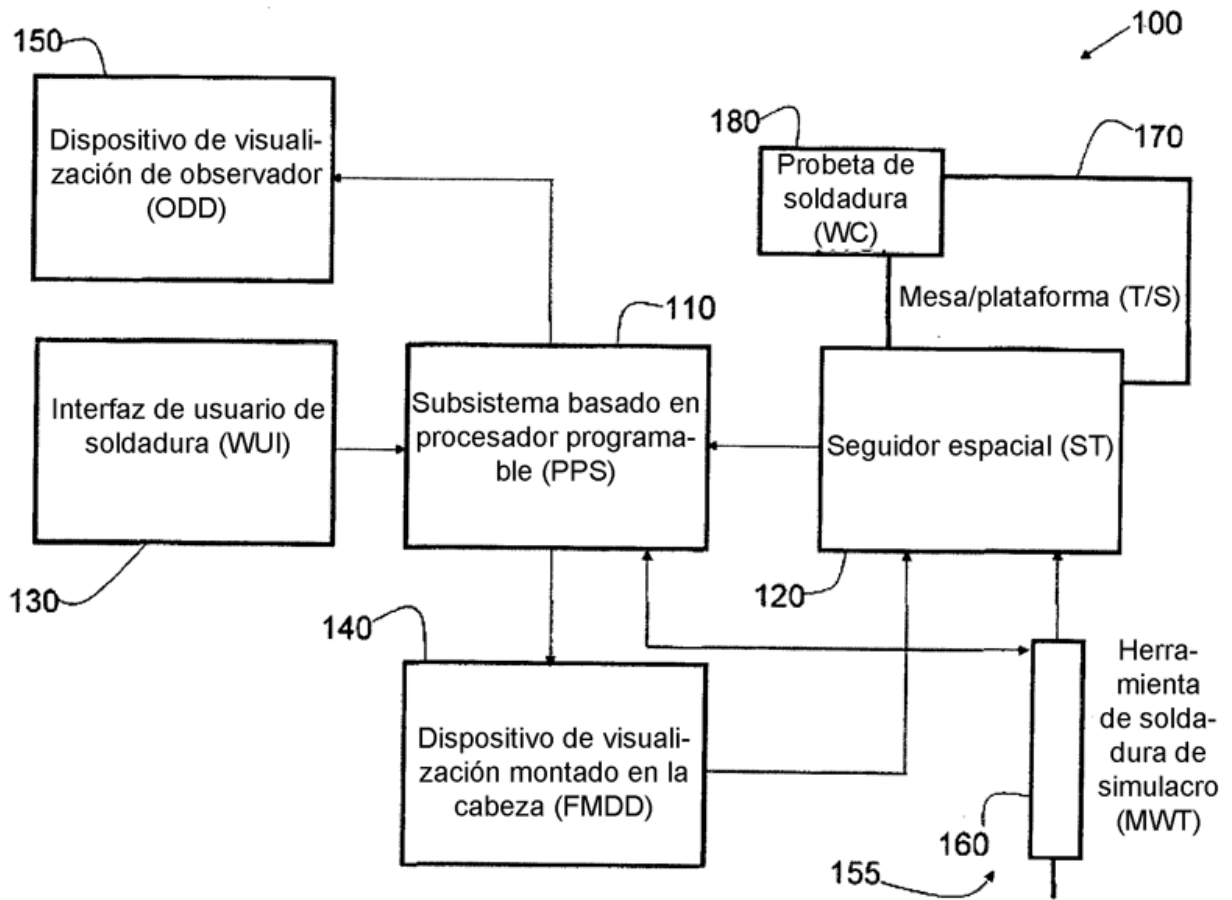 100
150
Dispositivo de visuali-
zación de observador
(ODD)
180
Probeta de
soldadura
(WC)
170
Mesa/plataforma (T/S)
110
Interfaz de usuario de
soldadura (WUI)
130
Subsistema basado en
procesador programa-
ble (PPS)
Seguidor espacial (ST)
120
140
Dispositivo de visuali-
zación montado en la
cabeza (FMDD)
Herra-
mienta
de solda-
dura de
simulacro
(MWT)
160
155